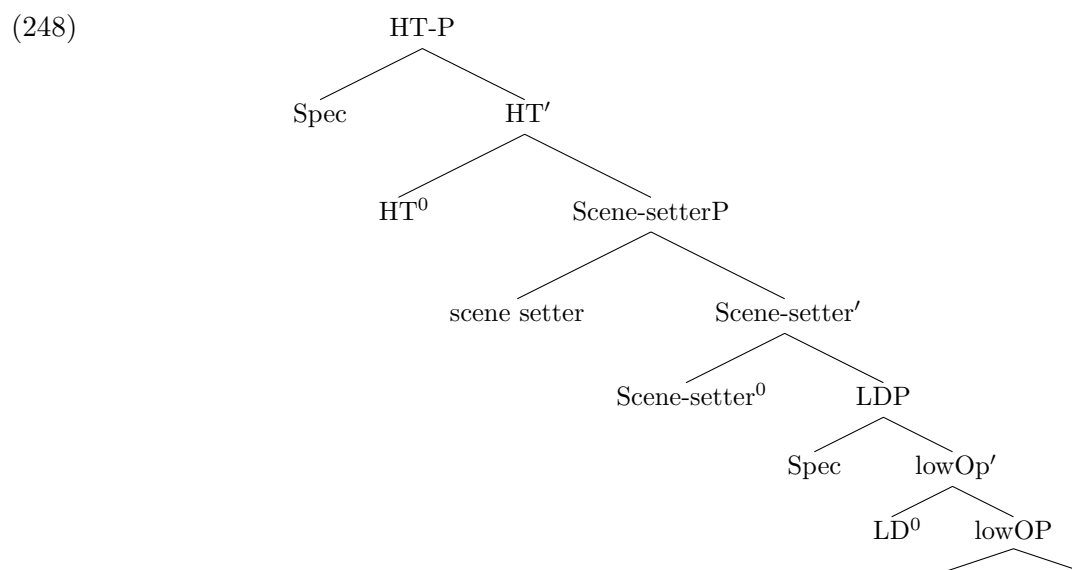 (248) HT-P
Spec HT′
HT⁰ Scene-setterP
scene setter Scene-setter′
Scene-setter⁰ LDP
Spec lowOp′
LD⁰ lowOP